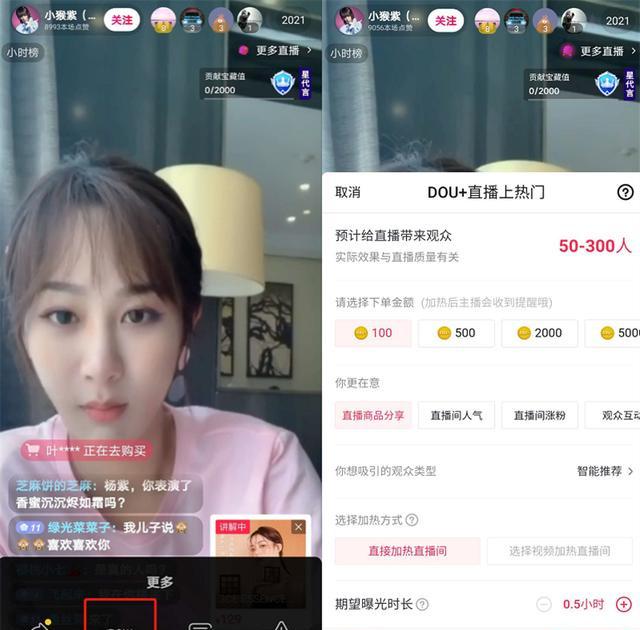 小猴紫（...
8993本场点赞
关注
8
3
3
1
2021
小时榜
更多直播
贡献宝藏值
0/2000
星代言
叶**** 正在去购买
芝麻饼的芝麻：杨紫，你表演了
香蜜沉沉烬如霜吗？
11 绿光菜菜子：我儿子说
喜欢喜欢你
讲解中
更多
小猴紫（...
9056本场点赞
关注
8
3
3
1
2021
小时榜
更多直播
贡献宝藏值
0/2000
星代言
取消
DOU+直播上热门
预计给直播带来观众
50-300人
实际效果与直播质量有关
请选择下单金额 (加热后主播会收到提醒哦)
100
500
2000
5000
你更在意
直播商品分享
直播间人气
直播间涨粉
观众互动
你想吸引的观众类型
智能推荐
选择加热方式
直接加热直播间
选择视频加热直播间
期望曝光时长
0.5小时